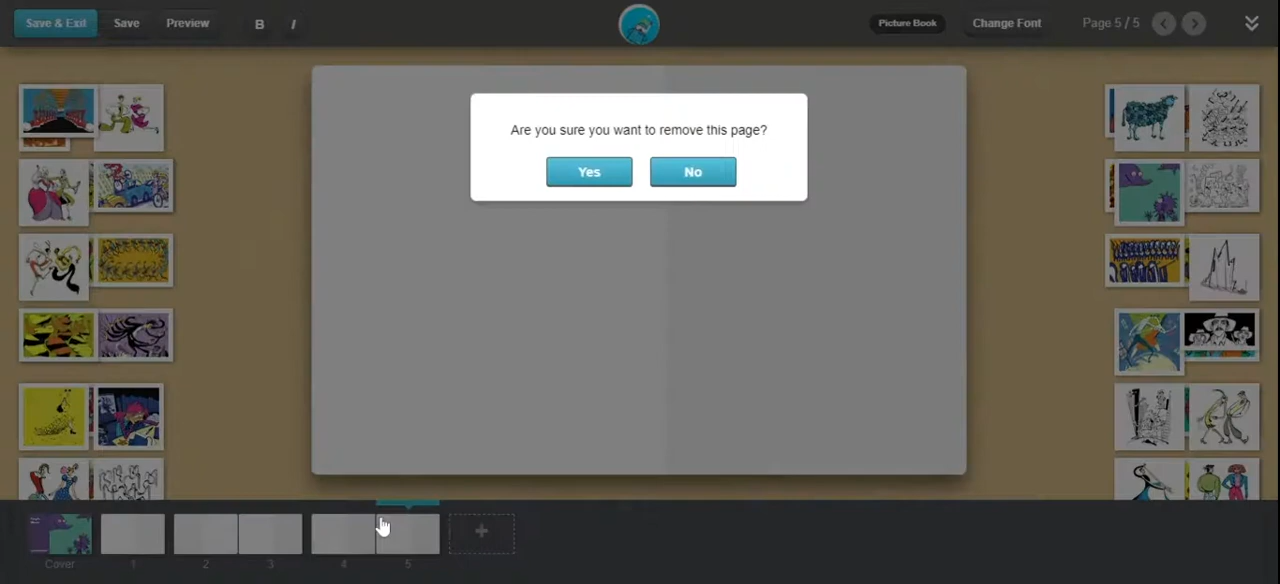 Save & Exit Save Preview B I Picture Book Change Font Page 5 / 5
Are you sure you want to remove this page?
Yes No
+
Cover 1 2 3 4 5